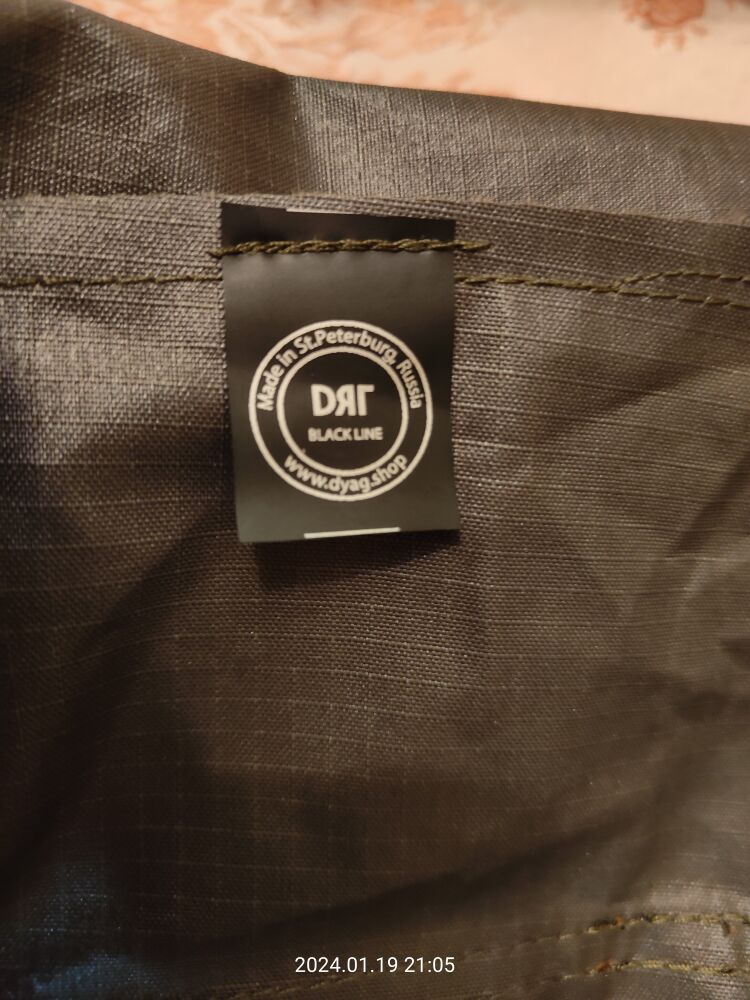 Made in St.Peterburg, Russia
DЯГ
BLACK LINE
www.dyag.shop
2024.01.19 21:05